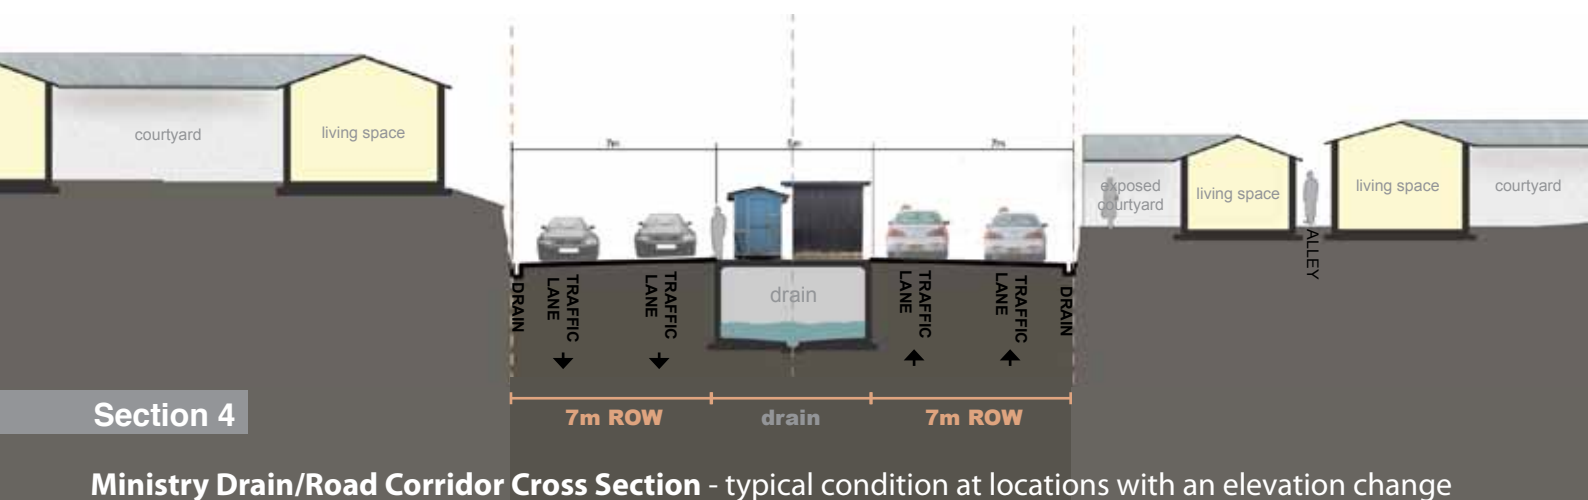 7m
7m
courtyard
living space
exposed
courtyard
living space
living space
courtyard
ALLEY
drain
DRAIN
TRAFFIC
LANE
TRAFFIC
LANE
TRAFFIC
LANE
TRAFFIC
LANE
DRAIN
Section 4
7m ROW
drain
7m ROW
Ministry Drain/Road Corridor Cross Section - typical condition at locations with an elevation change